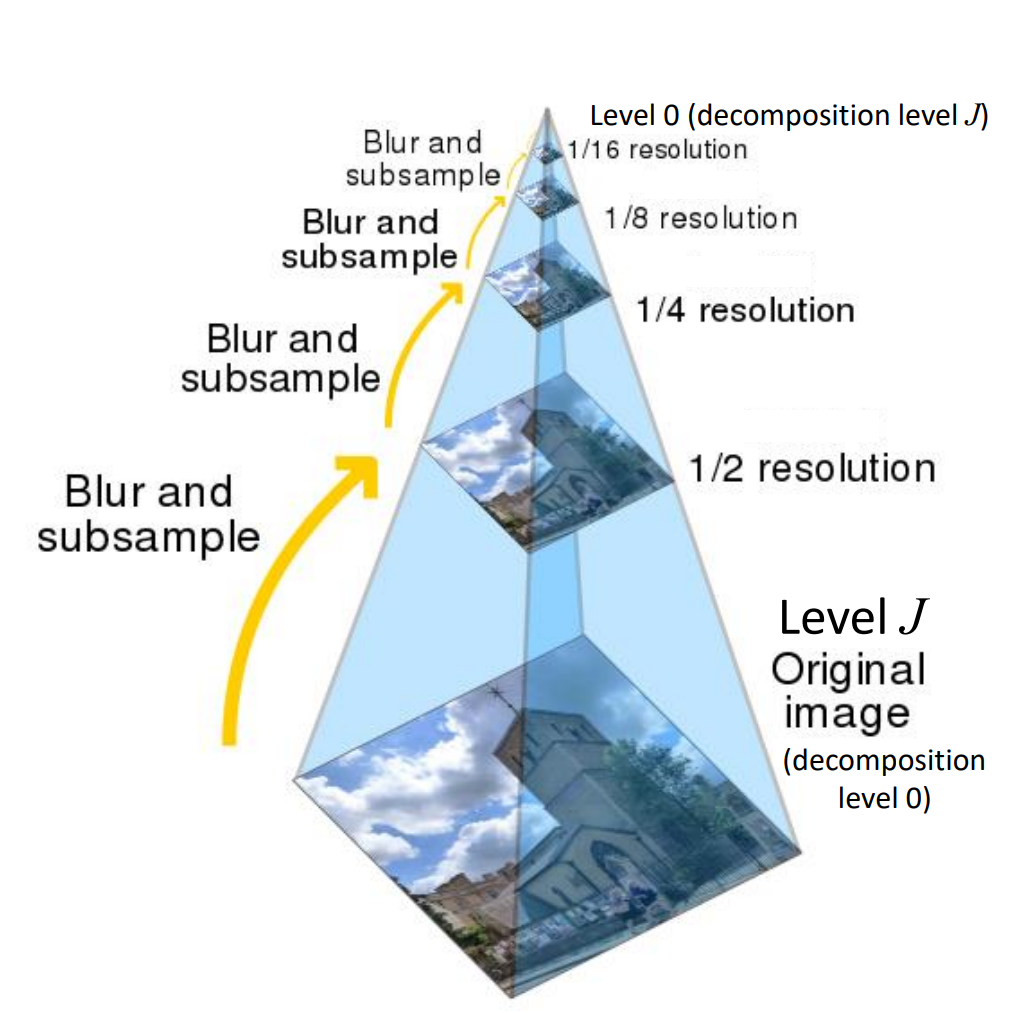 Level 0 (decomposition level J)
Blur and
subsample
1/16 resolution
Blur and
subsample
1/8 resolution
Blur and
subsample
1/4 resolution
Blur and
subsample
1/2 resolution
Level J
Original
image
(decomposition
level 0)